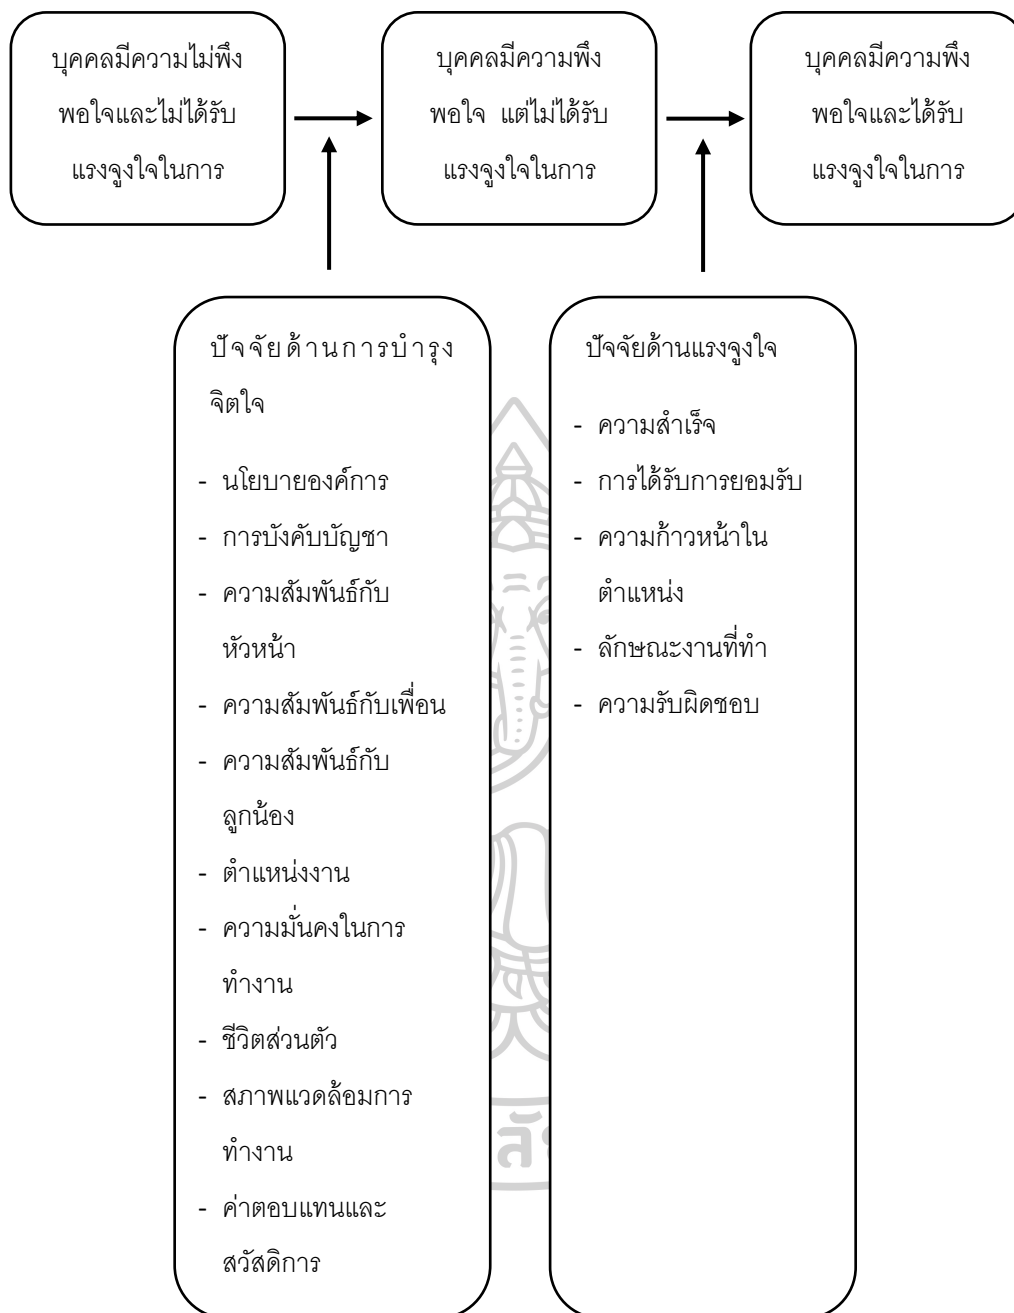 บุคคลมีความไม่พึง
พอใจและไม่ได้รับ
แรงจูงใจในการ
บุคคลมีความพึง
พอใจ แต่ไม่ได้รับ
แรงจูงใจในการ
บุคคลมีความพึง
พอใจและได้รับ
แรงจูงใจในการ
ปัจจัยด้านการบำรุง
จิตใจ
- นโยบายองค์การ
- การบังคับบัญชา
- ความสัมพันธ์กับ
หัวหน้า
- ความสัมพันธ์กับเพื่อน
- ความสัมพันธ์กับ
ลูกน้อง
- ตำแหน่งงาน
- ความมั่นคงในการ
ทำงาน
- ชีวิตส่วนตัว
- สภาพแวดล้อมการ
ทำงาน
- ค่าตอบแทนและ
สวัสดิการ
ปัจจัยด้านแรงจูงใจ
- ความสำเร็จ
- การได้รับการยอมรับ
- ความก้าวหน้าใน
ตำแหน่ง
- ลักษณะงานที่ทำ
- ความรับผิดชอบ